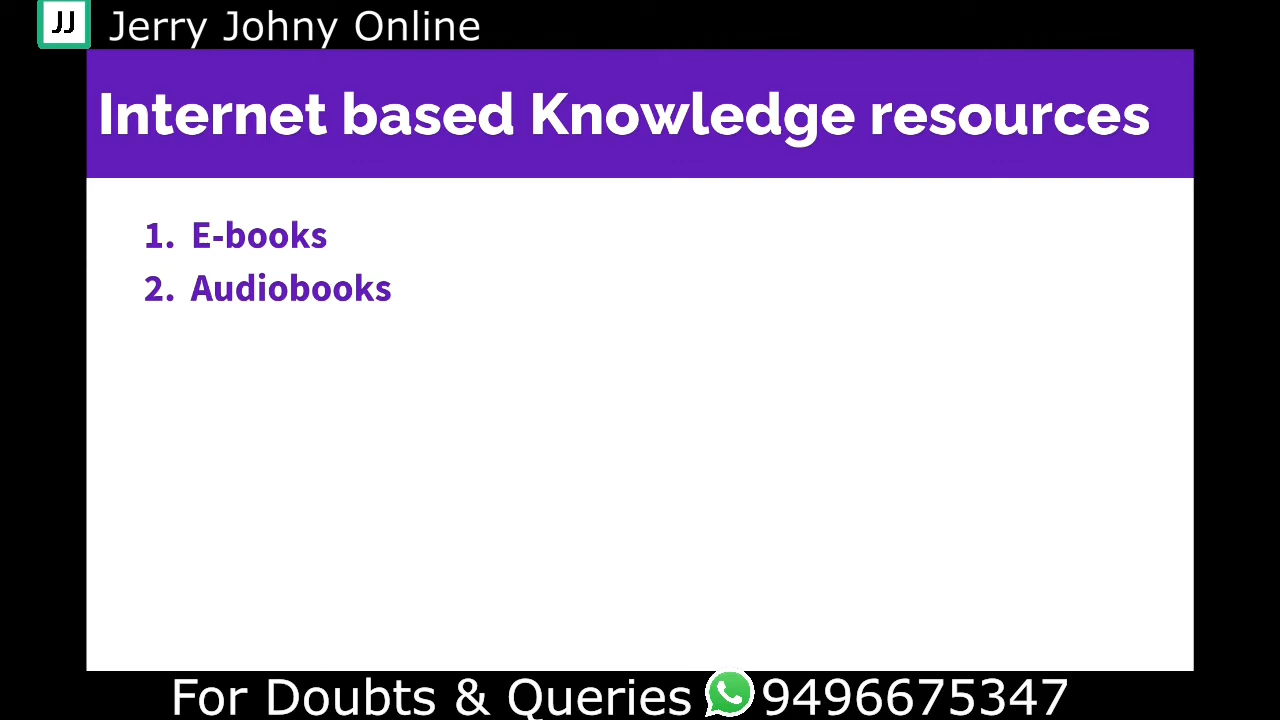 JJ Jerry Johny Online
Internet based Knowledge resources
1. E-books
2. Audiobooks
For Doubts & Queries 9496675347